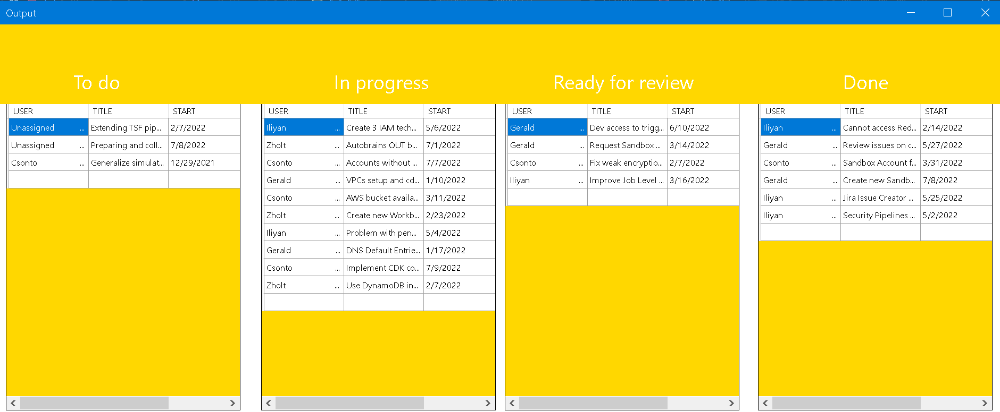 Output
To do
In progress
Ready for review
Done
USER TITLE START
Unassigned ... Extending TSF pip... 2/7/2022
Unassigned ... Preparing and coll... 7/8/2022
Csonto ... Generalize simulat... 12/29/2021
USER TITLE START
Iliyan ... Create 3 IAM tech... 5/6/2022
Zholt ... Autobrains OUT b... 7/1/2022
Csonto ... Accounts without ... 7/7/2022
Gerald ... VPCs setup and cd... 1/10/2022
Csonto ... AWS bucket availa... 3/11/2022
Zholt ... Create new Workb... 2/23/2022
Iliyan ... Problem with pen... 5/4/2022
Gerald ... DNS Default Entrie... 1/17/2022
Csonto ... Implement CDK co... 7/9/2022
Zholt ... Use DynamoDB in... 2/7/2022
USER TITLE START
Gerald ... Dev access to trigg... 6/10/2022
Gerald ... Request Sandbox ... 3/14/2022
Csonto ... Fix weak encryptio... 2/7/2022
Iliyan ... Improve Job Level ... 3/16/2022
USER TITLE START
Iliyan ... Cannot access Red... 2/14/2022
Gerald ... Review issues on c... 5/27/2022
Csonto ... Sandbox Account f... 3/31/2022
Gerald ... Create new Sandb... 7/8/2022
Iliyan ... Jira Issue Creator ... 5/25/2022
Iliyan ... Security Pipelines ... 5/2/2022